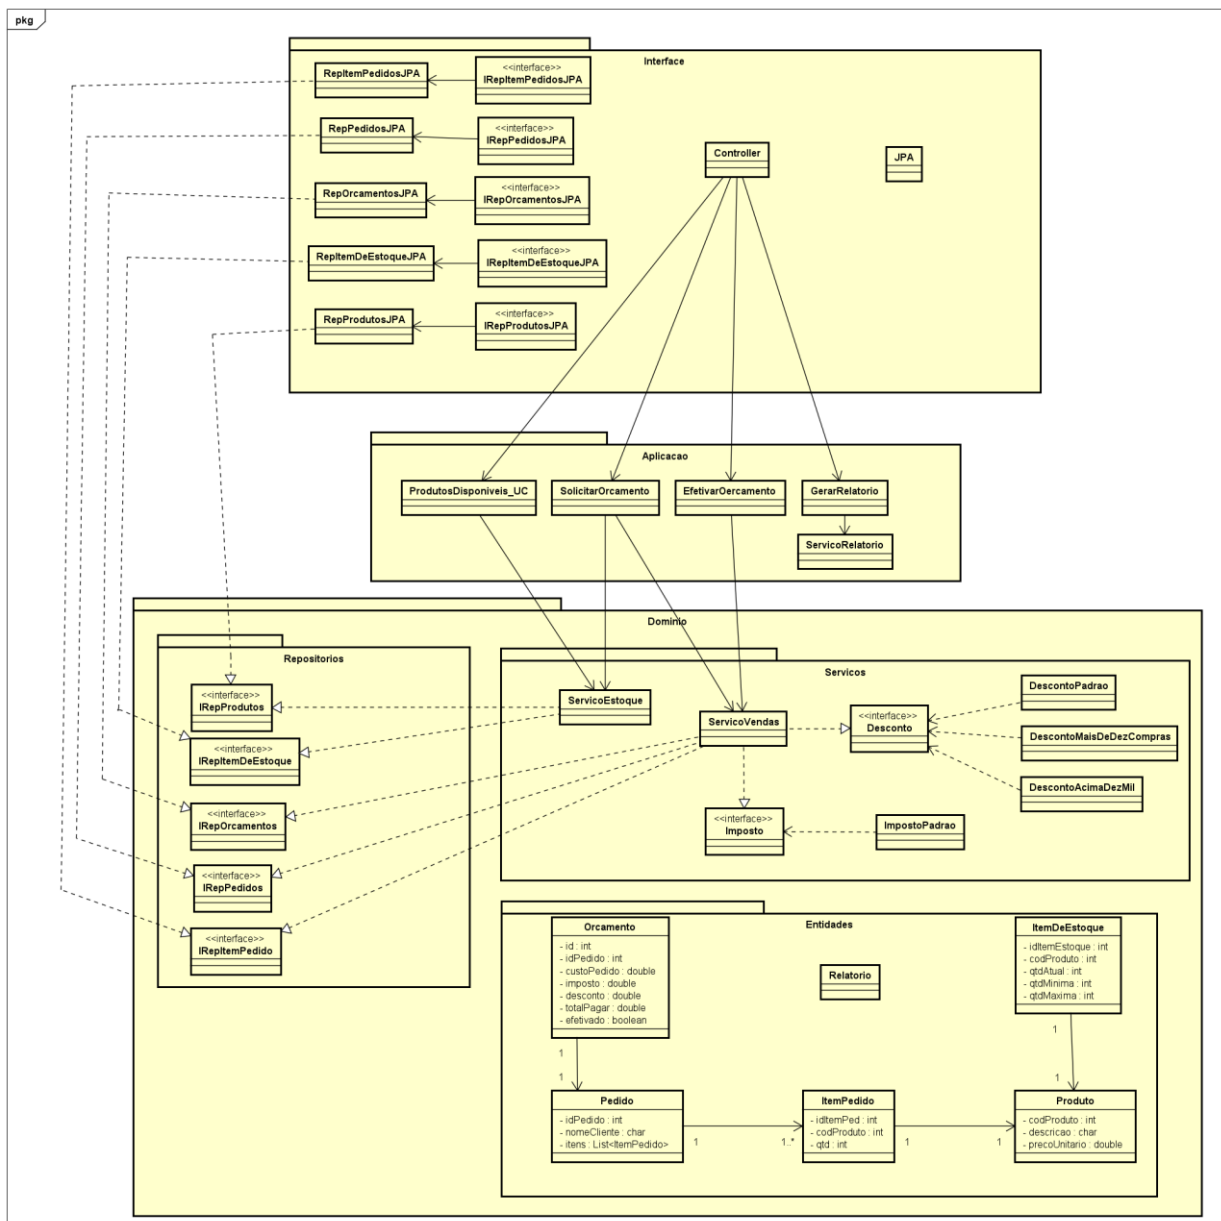 pkg
Interface
RepItemPedidosJPA
<<interface>>
IRepItemPedidosJPA
RepPedidosJPA
<<interface>>
IRepPedidosJPA
Controller
JPA
RepOrcamentosJPA
<<interface>>
IRepOrcamentosJPA
RepItemDeEstoqueJPA
<<interface>>
IRepItemDeEstoqueJPA
RepProdutosJPA
<<interface>>
IRepProdutosJPA
Aplicacao
ProdutosDisponiveis_UC
SolicitarOrcamento
EfetivarOercamento
GerarRelatorio
ServicoRelatorio
Dominio
Repositorios
<<interface>>
IRepProdutos
<<interface>>
IRepItemDeEstoque
<<interface>>
IRepOrcamentos
<<interface>>
IRepPedidos
<<interface>>
IRepItemPedido
Servicos
ServicoEstoque
ServicoVendas
<<interface>>
Desconto
DescontoPadrao
DescontoMaisDeDezCompras
DescontoAcimaDezMil
<<interface>>
Imposto
ImpostoPadrao
Entidades
Orcamento
- id : int
- idPedido : int
- custoPedido : double
- imposto : double
- desconto : double
- totalPagar : double
- efetivado : boolean
Relatorio
ItemDeEstoque
- idItemEstoque : int
- codProduto : int
- qtdAtual : int
- qtdMinima : int
- qtdMaxima : int
1
1
1
1
Pedido
- idPedido : int
- nomeCliente : char
- itens : List<ItemPedido>
1
1..*
ItemPedido
- idItemPed : int
- codProduto : int
- qtd : int
1
1
Produto
- codProduto : int
- descricao : char
- precoUnitario : double